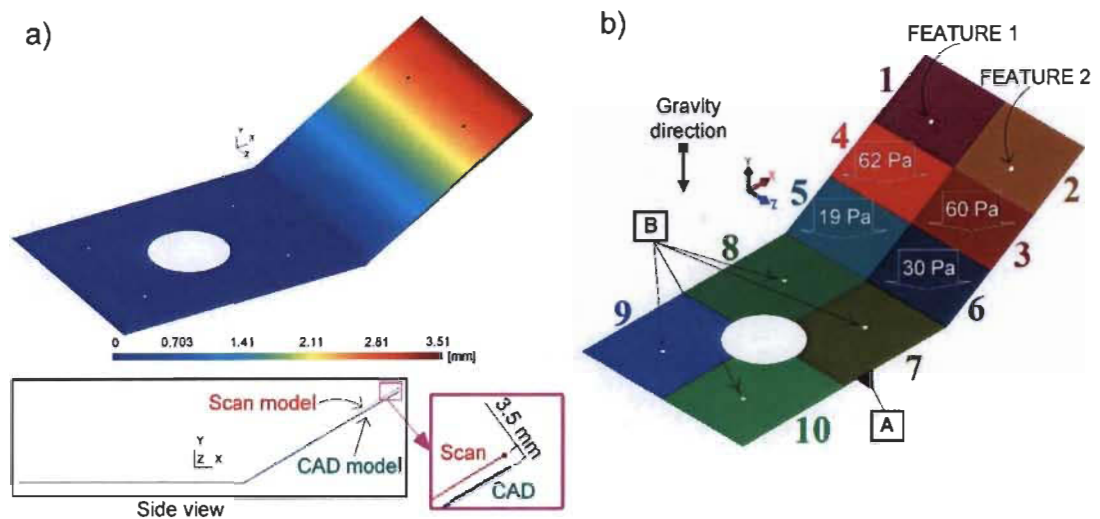 a)
Y
X
Z
0 0.703 1.41 2.11 2.81 3.51
[mm]
Scan model
Y
Z X
CAD model
Side view
3.5 mm
Scan
CAD
b)
FEATURE 1
FEATURE 2
Gravity
direction
Y
X
Z
1
2
3
4
5
6
7
8
9
10
62 Pa
60 Pa
19 Pa
30 Pa
B
A